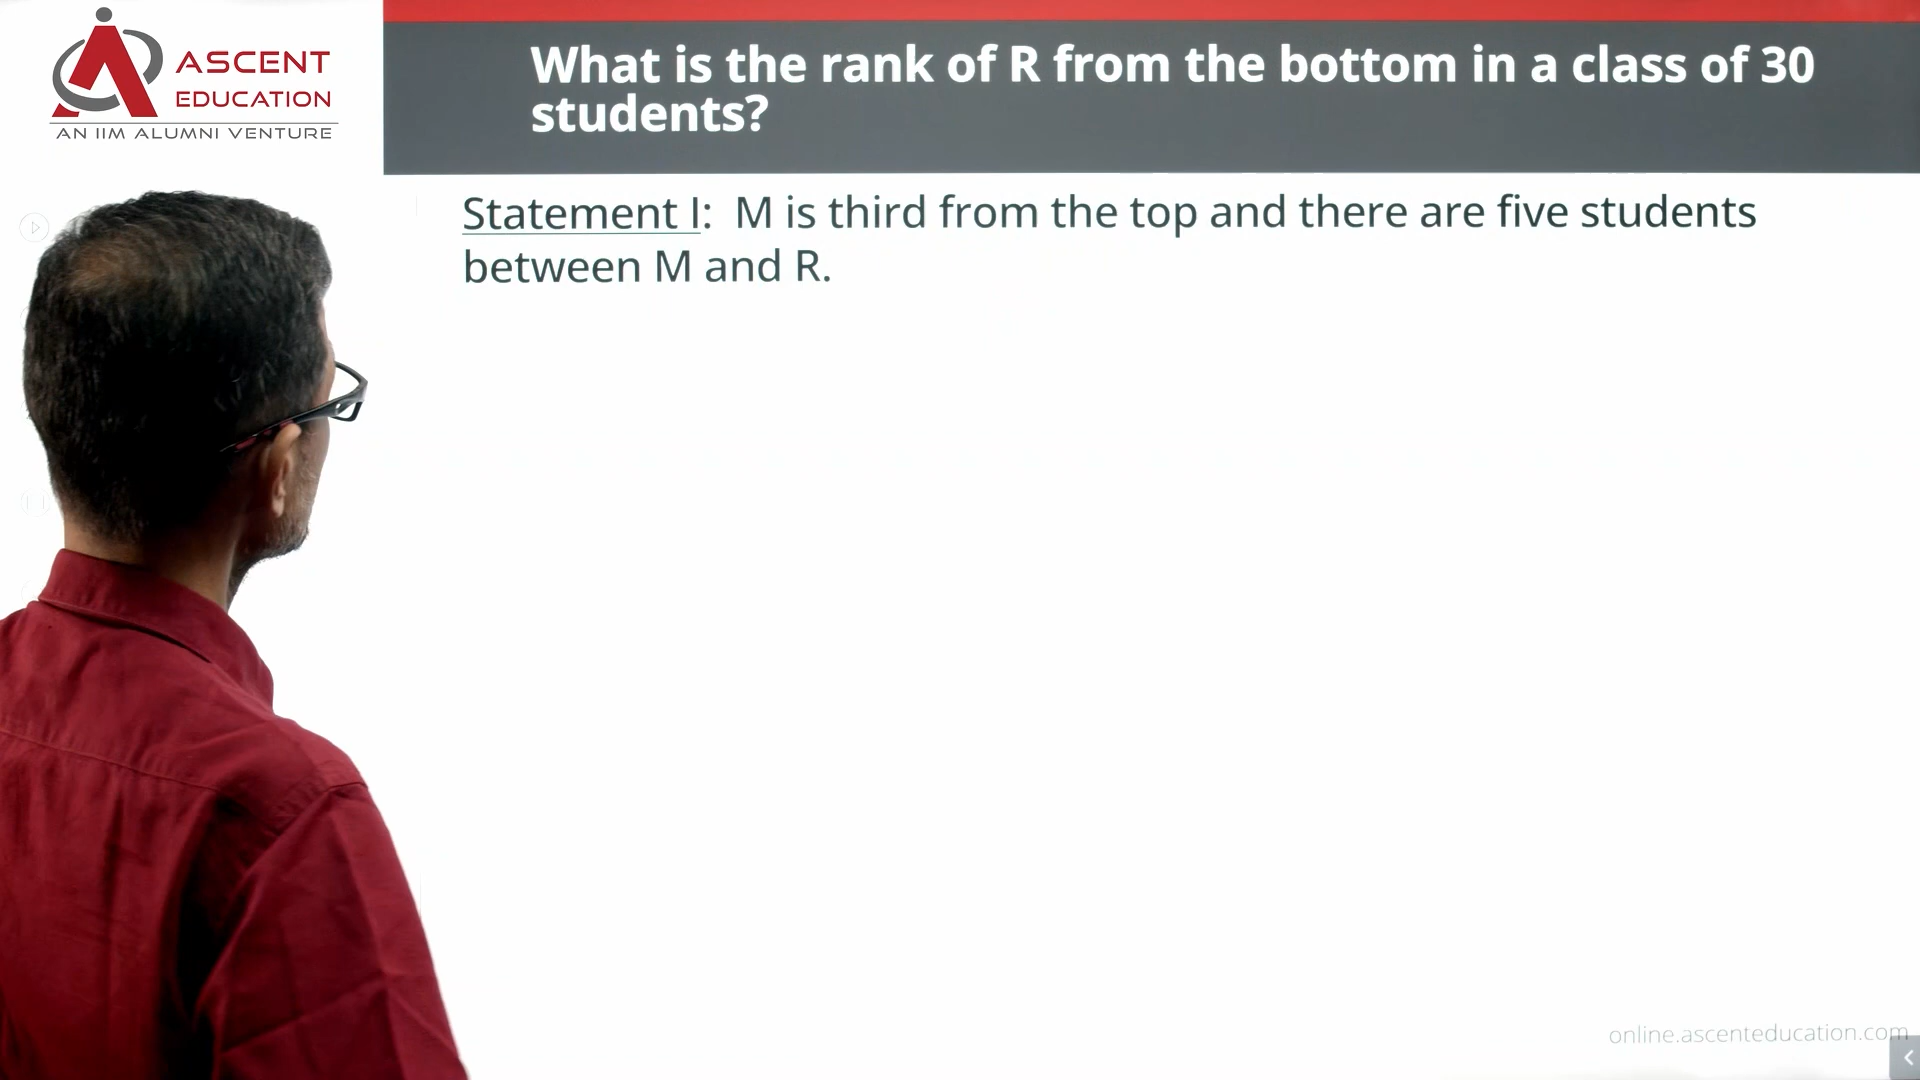 ASCENT
EDUCATION
AN IIM ALUMNI VENTURE
What is the rank of R from the bottom in a class of 30
students?
Statement I: M is third from the top and there are five students
between M and R.
online.ascenteducation.com